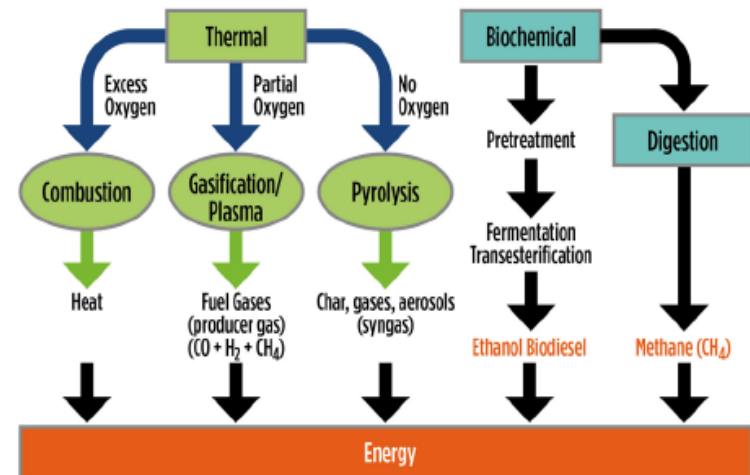 Thermal
Biochemical
Excess
Oxygen
Partial
Oxygen
No
Oxygen
Pretreatment
Digestion
Combustion
Gasification/
Plasma
Pyrolysis
Fermentation
Transesterification
Heat
Fuel Gases
(producer gas)
(CO + H₂ + CH₄)
Char, gases, aerosols
(syngas)
Ethanol Biodiesel
Methane (CH₄)
Energy